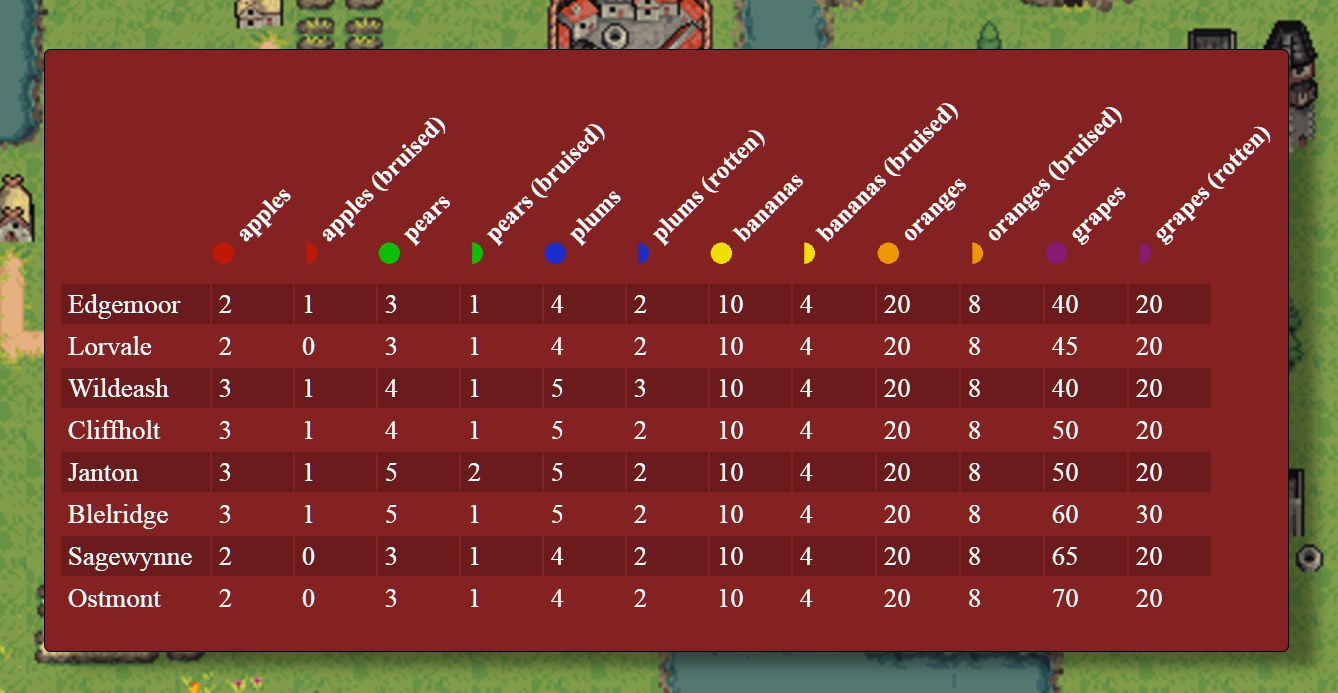 apples apples (bruised) pears pears (bruised) plums plums (rotten) bananas bananas (bruised) oranges oranges (bruised) grapes grapes (rotten)
Edgemoor 2 1 3 1 4 2 10 4 20 8 40 20
Lorvale 2 0 3 1 4 2 10 4 20 8 45 20
Wildeash 3 1 4 1 5 3 10 4 20 8 40 20
Cliffholt 3 1 4 1 5 2 10 4 20 8 50 20
Janton 3 1 5 2 5 2 10 4 20 8 50 20
Blelridge 3 1 5 1 5 2 10 4 20 8 60 30
Sagewynne 2 0 3 1 4 2 10 4 20 8 65 20
Ostmont 2 0 3 1 4 2 10 4 20 8 70 20